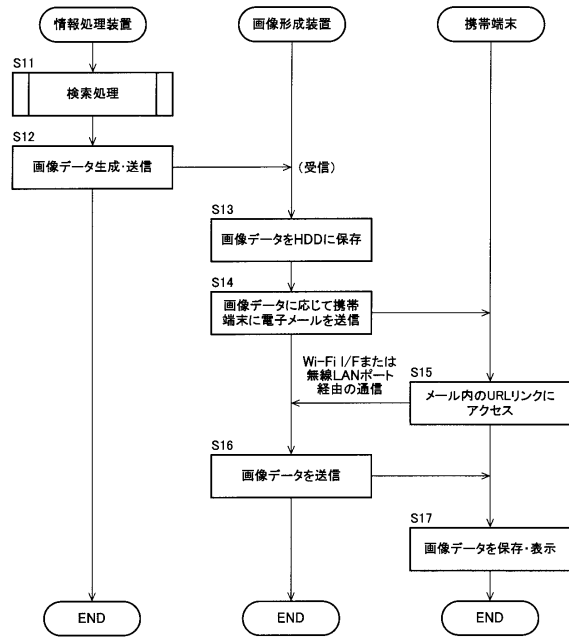 情報処理装置
画像形成装置
携帯端末
S11
検索処理
S12
画像データ生成・送信
(受信)
S13
画像データをHDDに保存
S14
画像データに応じて携帯
端末に電子メールを送信
Wi-Fi I/Fまたは
無線LANポート
経由の通信
S15
メール内のURLリンクに
アクセス
S16
画像データを送信
S17
画像データを保存・表示
END
END
END